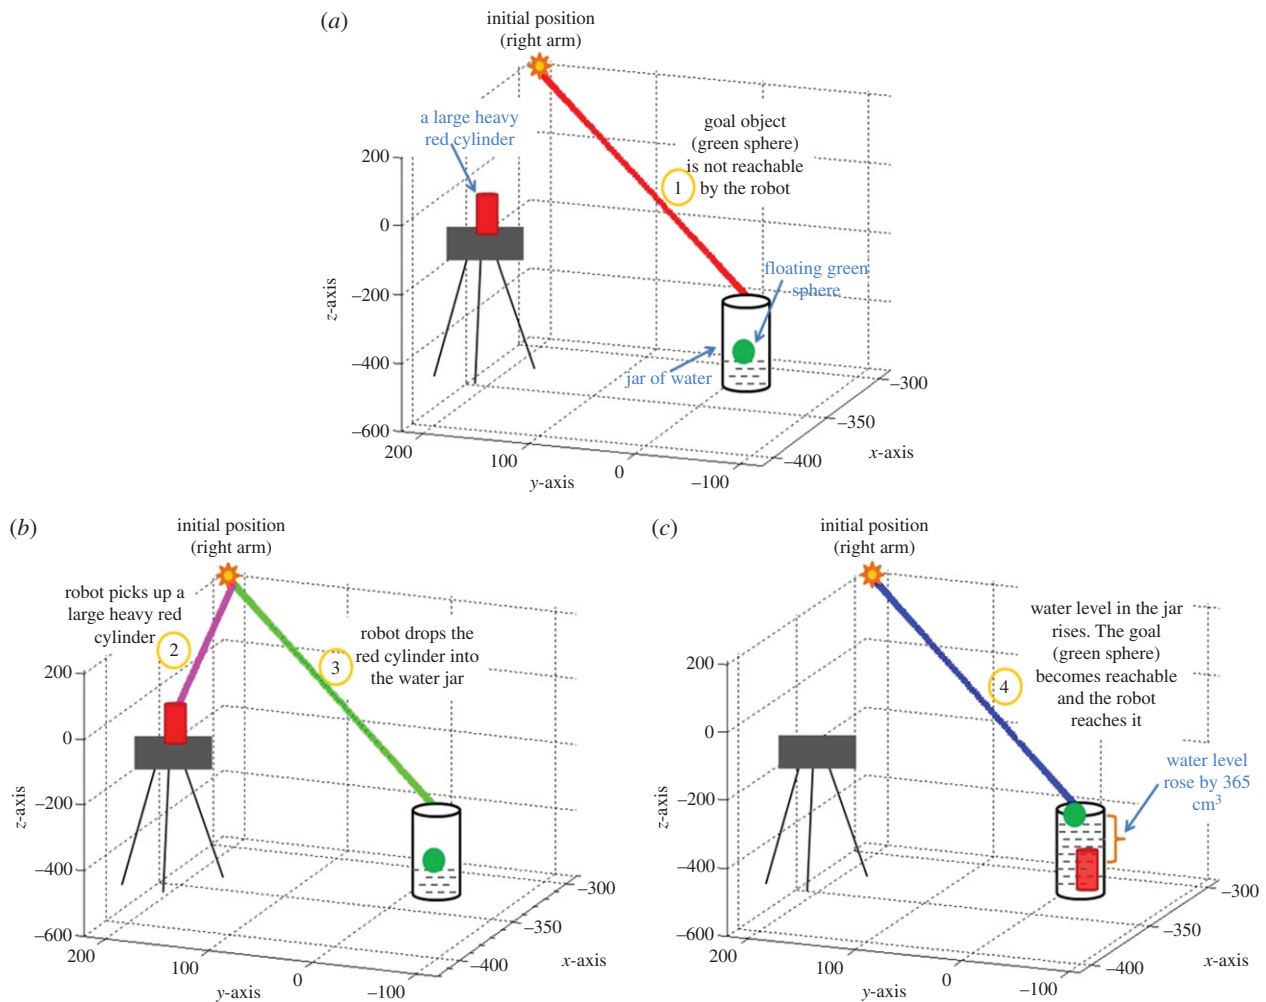 (a)
initial position
(right arm)
a large heavy
red cylinder
goal object
(green sphere)
is not reachable
by the robot
1
floating green
sphere
jar of water
200
0
–200
–400
–600
z-axis
200
100
0
–100
y-axis
–400
–350
–300
x-axis
(b)
initial position
(right arm)
robot picks up a
large heavy red
cylinder
2
robot drops the
red cylinder into
the water jar
3
200
0
–200
–400
–600
z-axis
200
100
0
–100
y-axis
–400
–350
–300
x-axis
(c)
initial position
(right arm)
water level in the jar
rises. The goal
(green sphere)
becomes reachable
and the robot
reaches it
4
water level
rose by 365
cm³
200
0
–200
–400
–600
z-axis
200
100
0
–100
y-axis
–400
–350
–300
x-axis